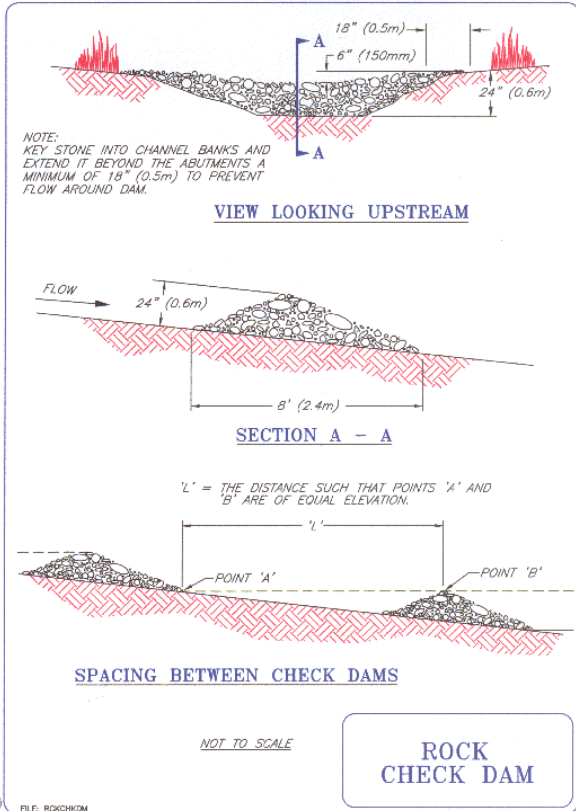 18" (0.5m)
A
6" (150mm)
24" (0.6m)
A
NOTE:
KEY STONE INTO CHANNEL BANKS AND
EXTEND IT BEYOND THE ABUTMENTS A
MINIMUM OF 18" (0.5m) TO PREVENT
FLOW AROUND DAM.
VIEW LOOKING UPSTREAM
FLOW
24" (0.6m)
8' (2.4m)
SECTION A - A
'L' = THE DISTANCE SUCH THAT POINTS 'A' AND
'B' ARE OF EQUAL ELEVATION.
'L'
POINT 'A'
POINT 'B'
SPACING BETWEEN CHECK DAMS
NOT TO SCALE
ROCK
CHECK DAM
FILE: RCKCHKDM